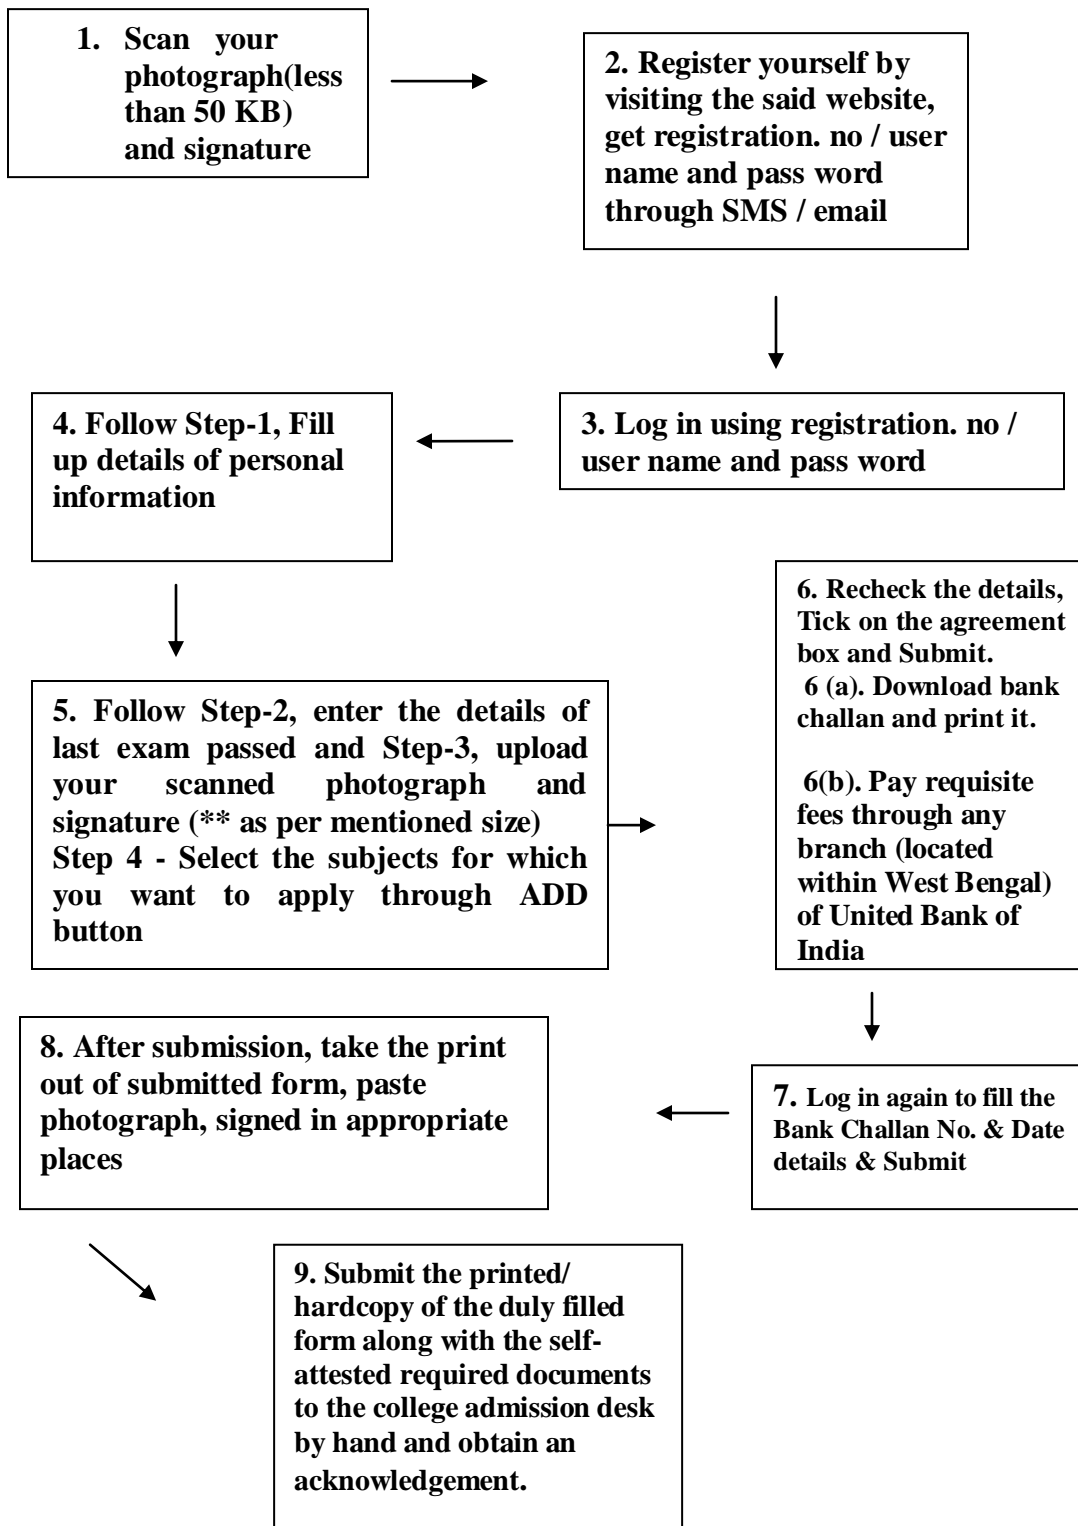 1. Scan your
photograph(less
than 50 KB)
and signature
2. Register yourself by
visiting the said website,
get registration. no / user
name and pass word
through SMS / email
3. Log in using registration. no /
user name and pass word
4. Follow Step-1, Fill
up details of personal
information
5. Follow Step-2, enter the details of
last exam passed and Step-3, upload
your scanned photograph and
signature (** as per mentioned size)
Step 4 - Select the subjects for which
you want to apply through ADD
button
6. Recheck the details,
Tick on the agreement
box and Submit.
6 (a). Download bank
challan and print it.
6(b). Pay requisite
fees through any
branch (located
within West Bengal)
of United Bank of
India
7. Log in again to fill the
Bank Challan No. & Date
details & Submit
8. After submission, take the print
out of submitted form, paste
photograph, signed in appropriate
places
9. Submit the printed/
hardcopy of the duly filled
form along with the self-
attested required documents
to the college admission desk
by hand and obtain an
acknowledgement.